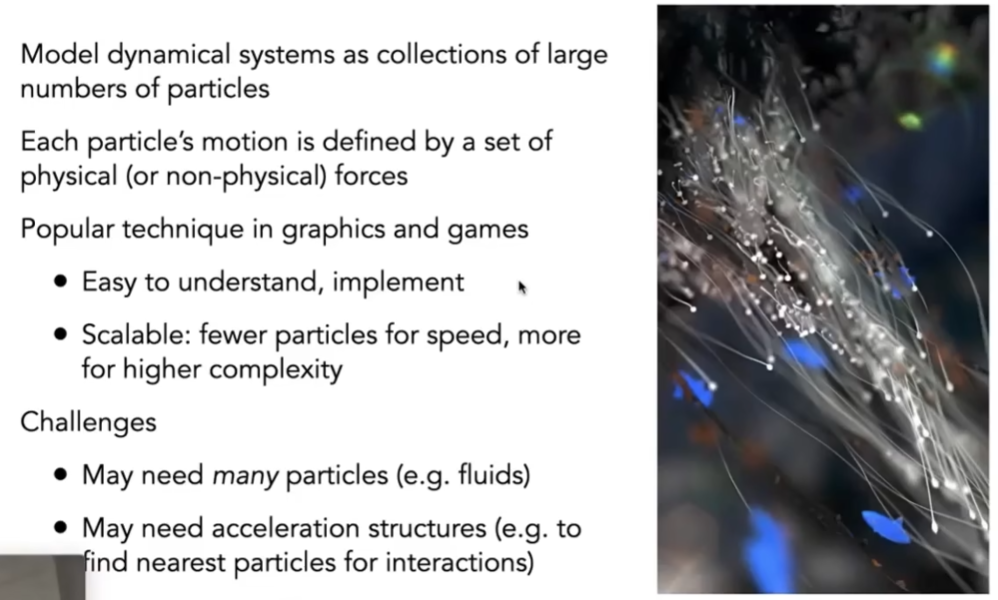 Model dynamical systems as collections of large
numbers of particles
Each particle’s motion is defined by a set of
physical (or non-physical) forces
Popular technique in graphics and games
● Easy to understand, implement
● Scalable: fewer particles for speed, more
for higher complexity
Challenges
● May need many particles (e.g. fluids)
● May need acceleration structures (e.g. to
find nearest particles for interactions)